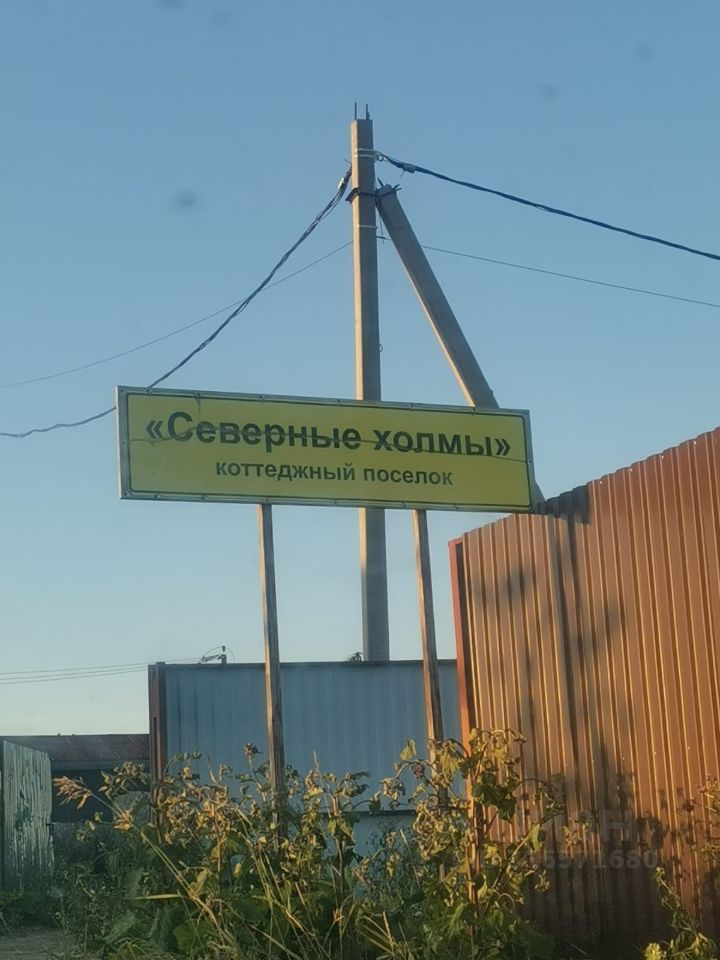 «Северные холмы»
коттеджный поселок